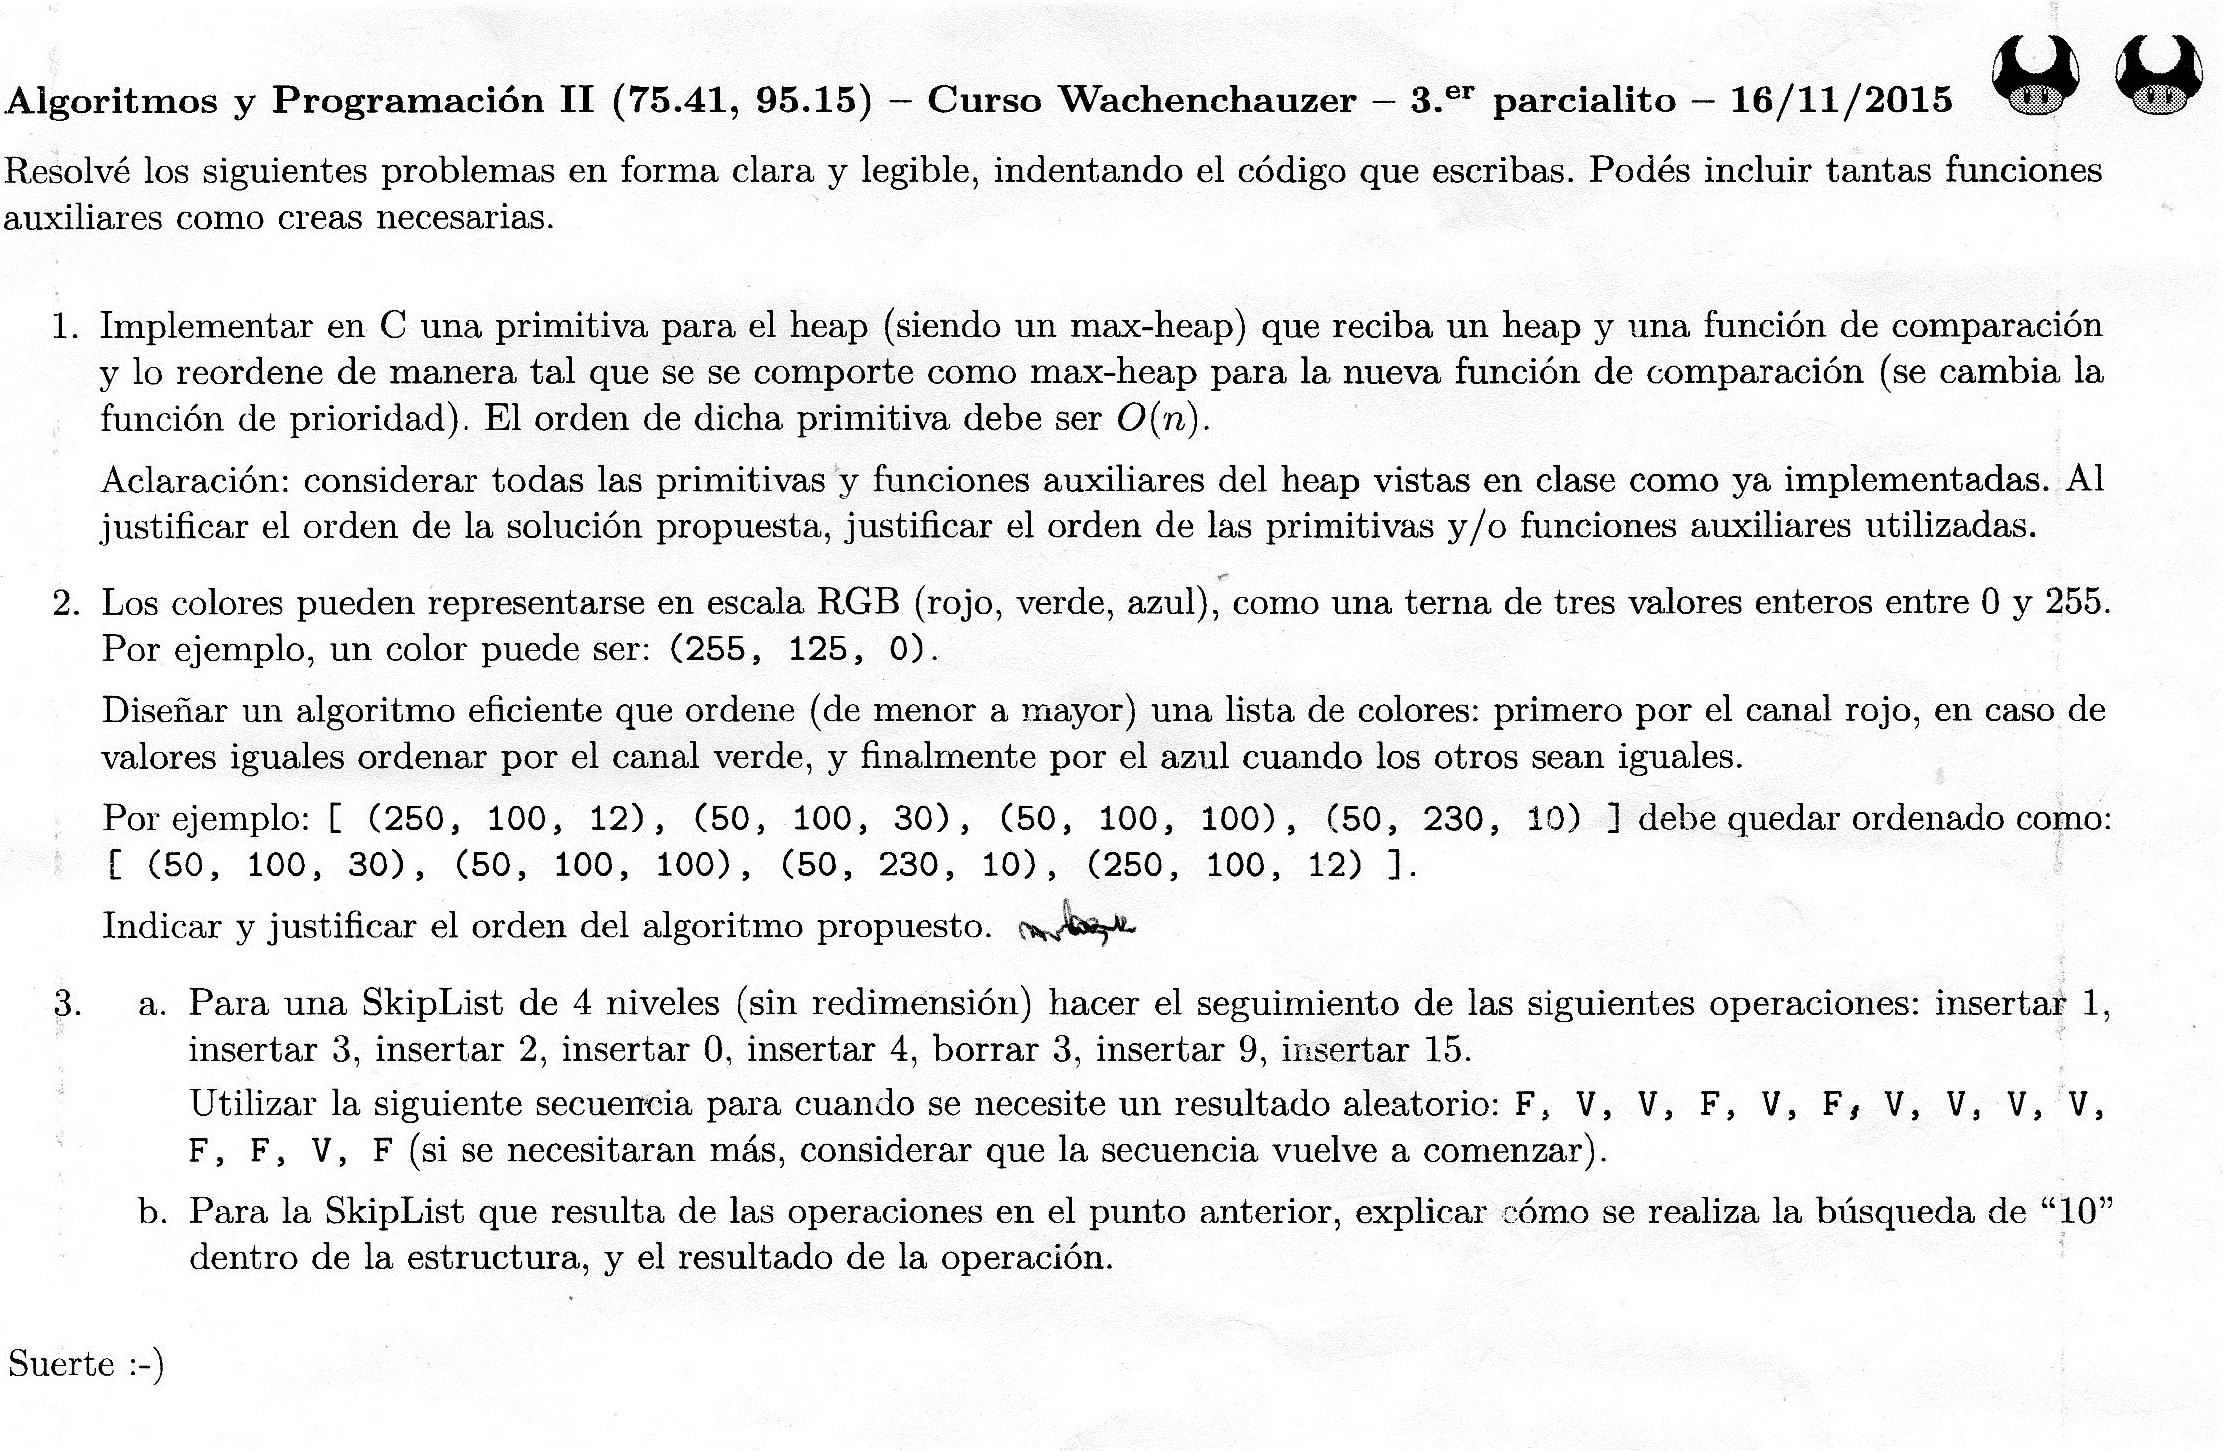 Algoritmos y Programación II (75.41, 95.15) – Curso Wachenchauzer – 3.er parcialito – 16/11/2015
Resolvé los siguientes problemas en forma clara y legible, indentando el código que escribas. Podés incluir tantas funciones
auxiliares como creas necesarias.
1. Implementar en C una primitiva para el heap (siendo un max-heap) que reciba un heap y una función de comparación
y lo reordene de manera tal que se se comporte como max-heap para la nueva función de comparación (se cambia la
función de prioridad). El orden de dicha primitiva debe ser O(n).
Aclaración: considerar todas las primitivas y funciones auxiliares del heap vistas en clase como ya implementadas. Al
justificar el orden de la solución propuesta, justificar el orden de las primitivas y/o funciones auxiliares utilizadas.
2. Los colores pueden representarse en escala RGB (rojo, verde, azul), como una terna de tres valores enteros entre 0 y 255.
Por ejemplo, un color puede ser: (255, 125, 0).
Diseñar un algoritmo eficiente que ordene (de menor a mayor) una lista de colores: primero por el canal rojo, en caso de
valores iguales ordenar por el canal verde, y finalmente por el azul cuando los otros sean iguales.
Por ejemplo: [ (250, 100, 12), (50, 100, 30), (50, 100, 100), (50, 230, 10) ] debe quedar ordenado como:
[ (50, 100, 30), (50, 100, 100), (50, 230, 10), (250, 100, 12) ].
Indicar y justificar el orden del algoritmo propuesto.
3. a. Para una SkipList de 4 niveles (sin redimensión) hacer el seguimiento de las siguientes operaciones: insertar 1,
insertar 3, insertar 2, insertar 0, insertar 4, borrar 3, insertar 9, insertar 15.
Utilizar la siguiente secuencia para cuando se necesite un resultado aleatorio: F, V, V, F, V, F, V, V, V, V,
F, F, V, F (si se necesitaran más, considerar que la secuencia vuelve a comenzar).
b. Para la SkipList que resulta de las operaciones en el punto anterior, explicar cómo se realiza la búsqueda de “10”
dentro de la estructura, y el resultado de la operación.
Suerte :-)